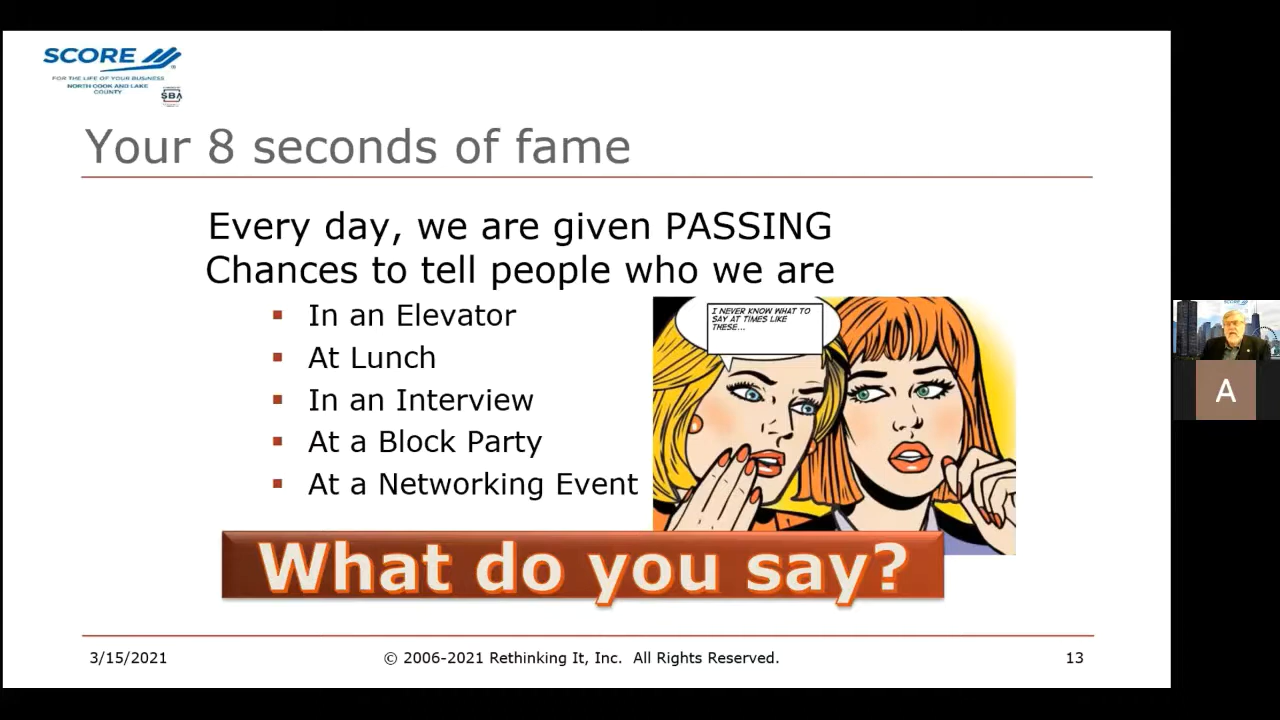 SCORE
FOR THE LIFE OF YOUR BUSINESS
NORTH COOK AND LAKE
COUNTY
SBA
Your 8 seconds of fame
Every day, we are given PASSING
Chances to tell people who we are
▪ In an Elevator
▪ At Lunch
▪ In an Interview
▪ At a Block Party
▪ At a Networking Event
I NEVER KNOW WHAT TO
SAY AT TIMES LIKE
THESE...
What do you say?
3/15/2021
© 2006-2021 Rethinking It, Inc. All Rights Reserved.
13
SCORE
A